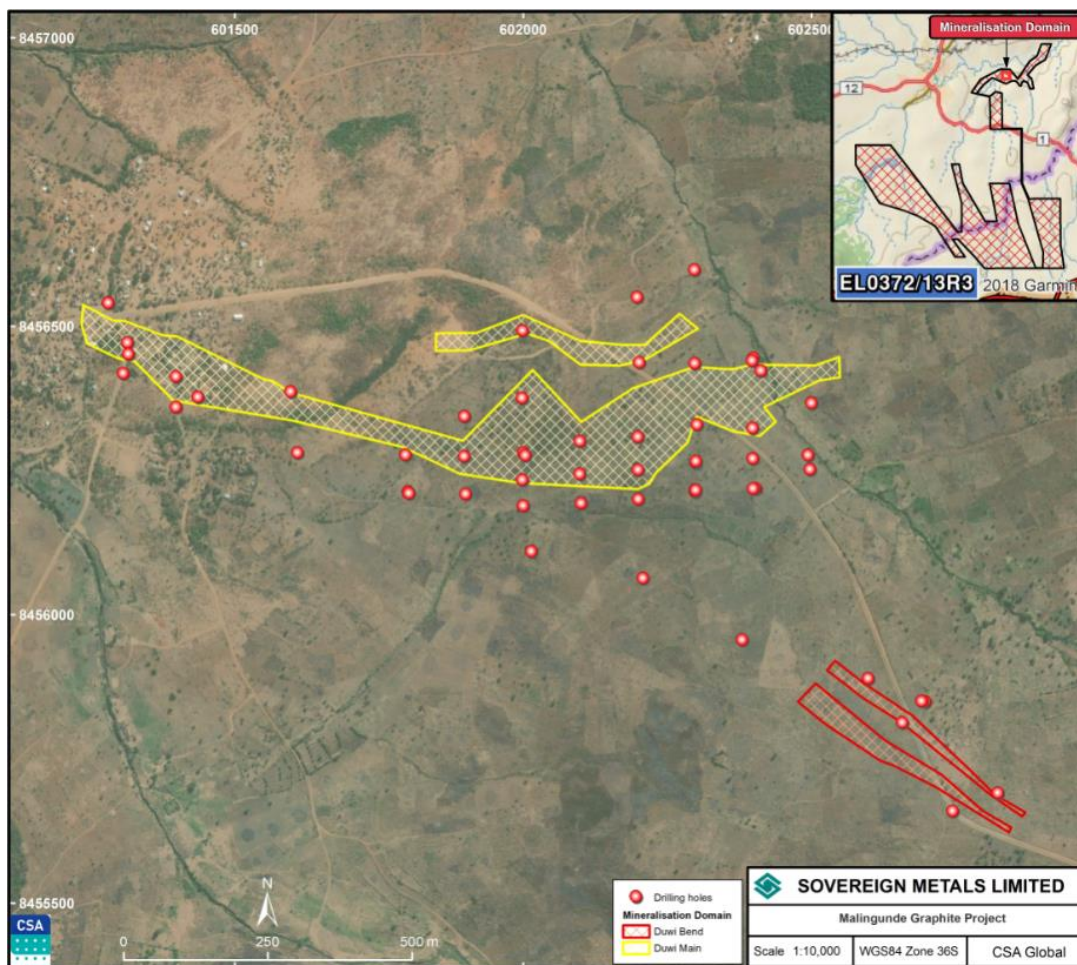 601500
602000
602500
8457000
Mineralisation Domain
12
1
EL0372/13R3
2018 Garmin
8456500
8456000
8455500
N
0
250
500 m
CSA
Drilling holes
Mineralisation Domain
Duwi Bend
Duwi Main
SOVEREIGN METALS LIMITED
Malingunde Graphite Project
Scale 1:10,000
WGS84 Zone 36S
CSA Global